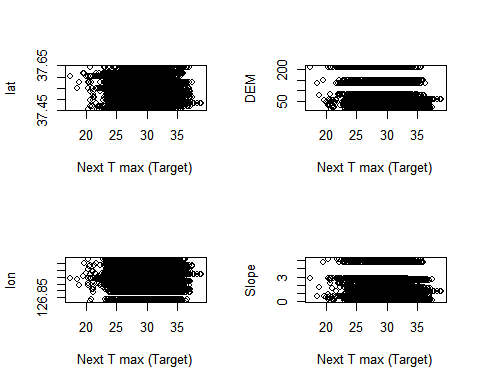 lat
37.65
37.45
20 25 30 35
Next T max (Target)
DEM
200
50
20 25 30 35
Next T max (Target)
lon
126.85
20 25 30 35
Next T max (Target)
Slope
3
0
20 25 30 35
Next T max (Target)